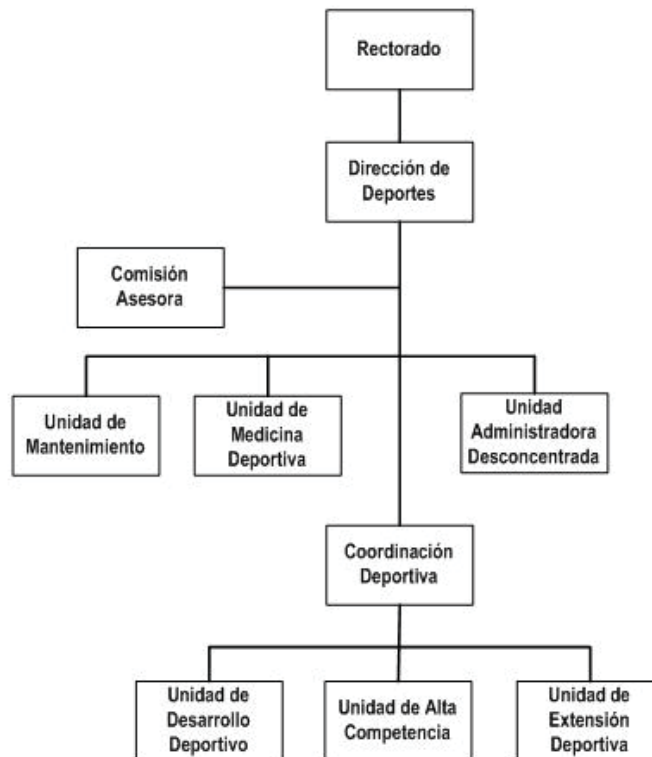 Rectorado
Dirección de
Deportes
Comisión
Asesora
Unidad de
Mantenimiento
Unidad de
Medicina
Deportiva
Unidad
Administradora
Desconcentrada
Coordinación
Deportiva
Unidad de
Desarrollo
Deportivo
Unidad de Alta
Competencia
Unidad de
Extensión
Deportiva